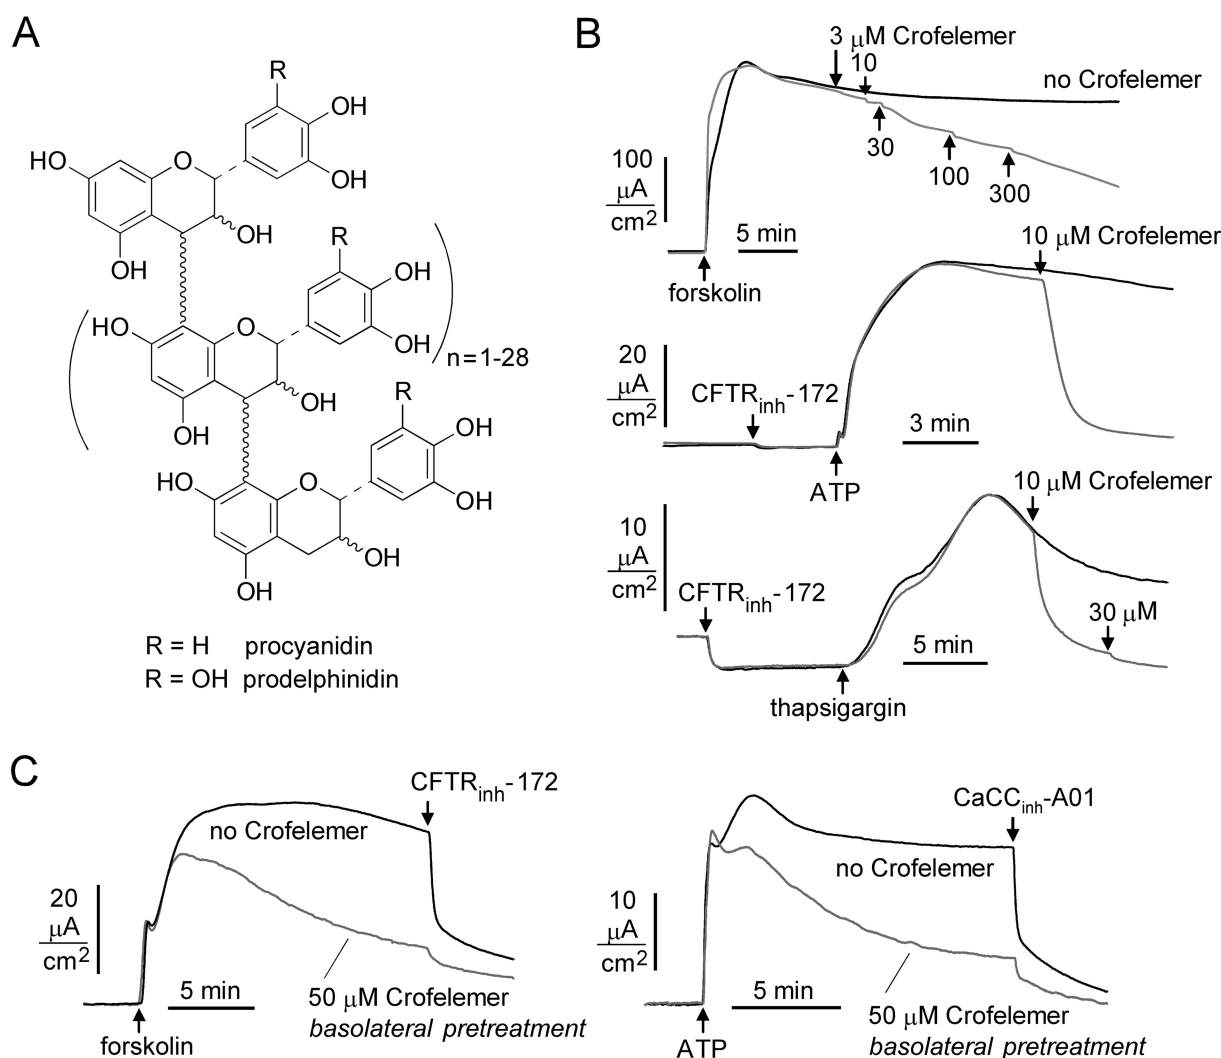 A
R
OH
HO
O
OH
OH
OH
R
OH
HO
O
OH
n=1-28
OH
OH
R
OH
HO
O
OH
OH
OH
R = H procyanidin
R = OH prodelphinidin
B
3 μM Crofelemer
10
no Crofelemer
30
100
300
100
μA
cm2
5 min
forskolin
10 μM Crofelemer
20
μA
cm2
CFTRinh-172
3 min
ATP
10 μM Crofelemer
10
μA
cm2
CFTRinh-172
30 μM
5 min
thapsigargin
C
CFTRinh-172
no Crofelemer
20
μA
cm2
5 min
50 μM Crofelemer
basolateral pretreatment
forskolin
CaCCinh-A01
no Crofelemer
10
μA
cm2
5 min
50 μM Crofelemer
basolateral pretreatment
ATP